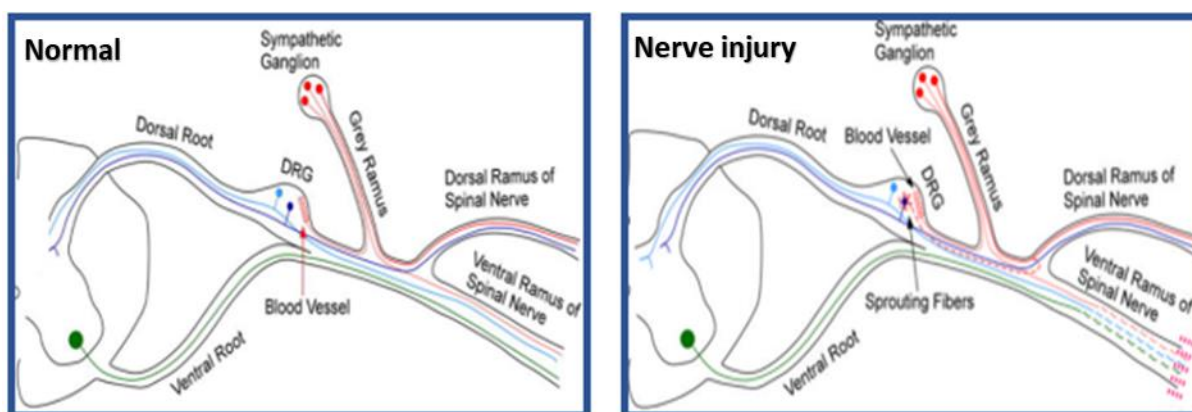 Normal
Sympathetic
Ganglion
Dorsal Root
DRG
Grey Ramus
Dorsal Ramus of
Spinal Nerve
Ventral Ramus of
Spinal Nerve
Blood Vessel
Ventral Root
Nerve injury
Sympathetic
Ganglion
Dorsal Root
Blood Vessel
DRG
Grey Ramus
Dorsal Ramus of
Spinal Nerve
Ventral Ramus of
Spinal Nerve
Sprouting Fibers
Ventral Root